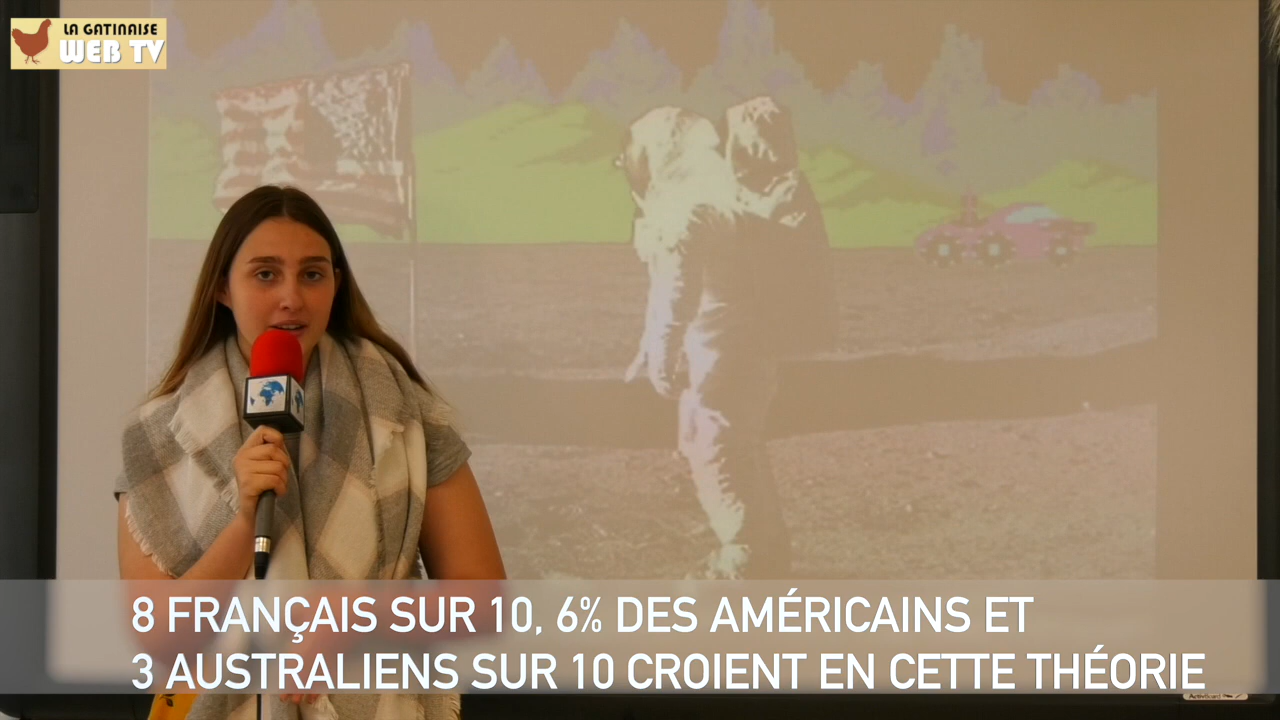 LA GATINAISE
WEB TV
8 FRANÇAIS SUR 10, 6% DES AMÉRICAINS ET
3 AUSTRALIENS SUR 10 CROIENT EN CETTE THÉORIE